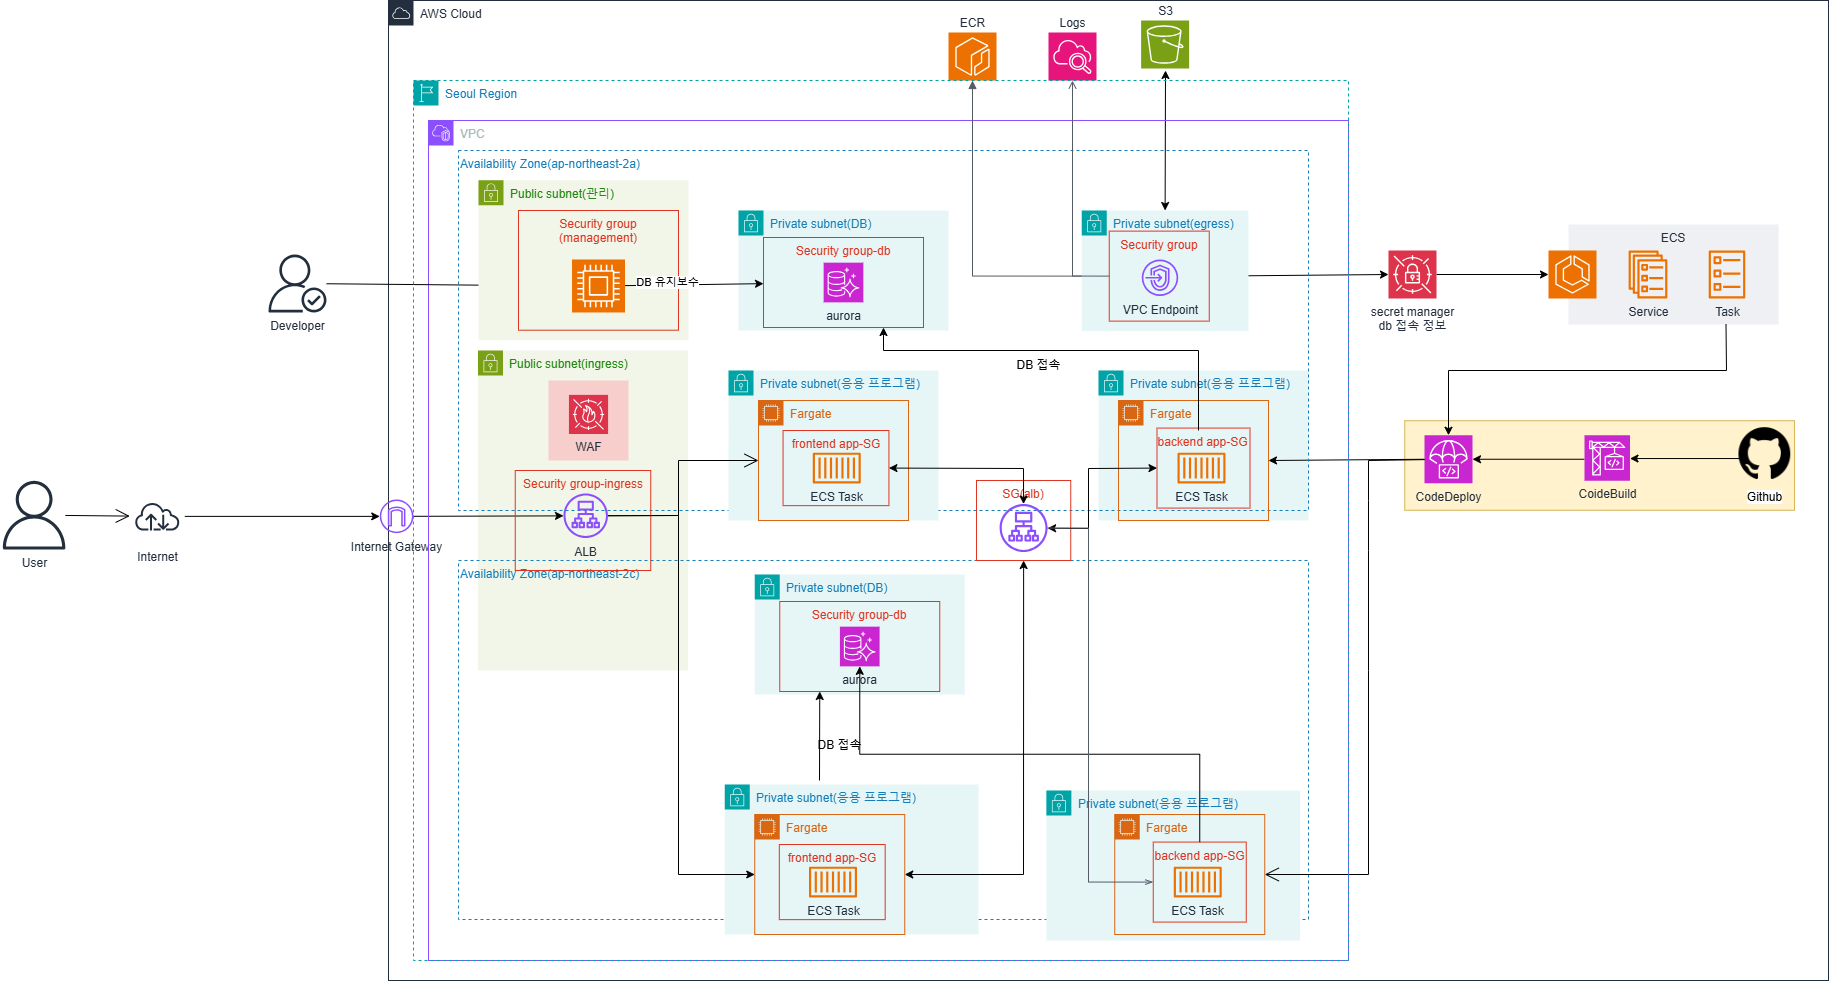 AWS Cloud
ECR
Logs
S3
Seoul Region
VPC
Availability Zone(ap-northeast-2a)
Public subnet(관리)
Security group
(management)
DB 유지보수
Private subnet(DB)
Security group-db
aurora
Private subnet(egress)
Security group
VPC Endpoint
secret manager
db 접속 정보
ECS
Service
Task
Developer
Public subnet(ingress)
WAF
DB 접속
Private subnet(응용 프로그램)
Fargate
frontend app-SG
ECS Task
Private subnet(응용 프로그램)
Fargate
backend app-SG
ECS Task
CodeDeploy
CoideBuild
Github
Security group-ingress
ALB
SG(alb)
User
Internet
Internet Gateway
Availability Zone(ap-northeast-2c)
Private subnet(DB)
Security group-db
aurora
DB 접속
Private subnet(응용 프로그램)
Fargate
frontend app-SG
ECS Task
Private subnet(응용 프로그램)
Fargate
backend app-SG
ECS Task